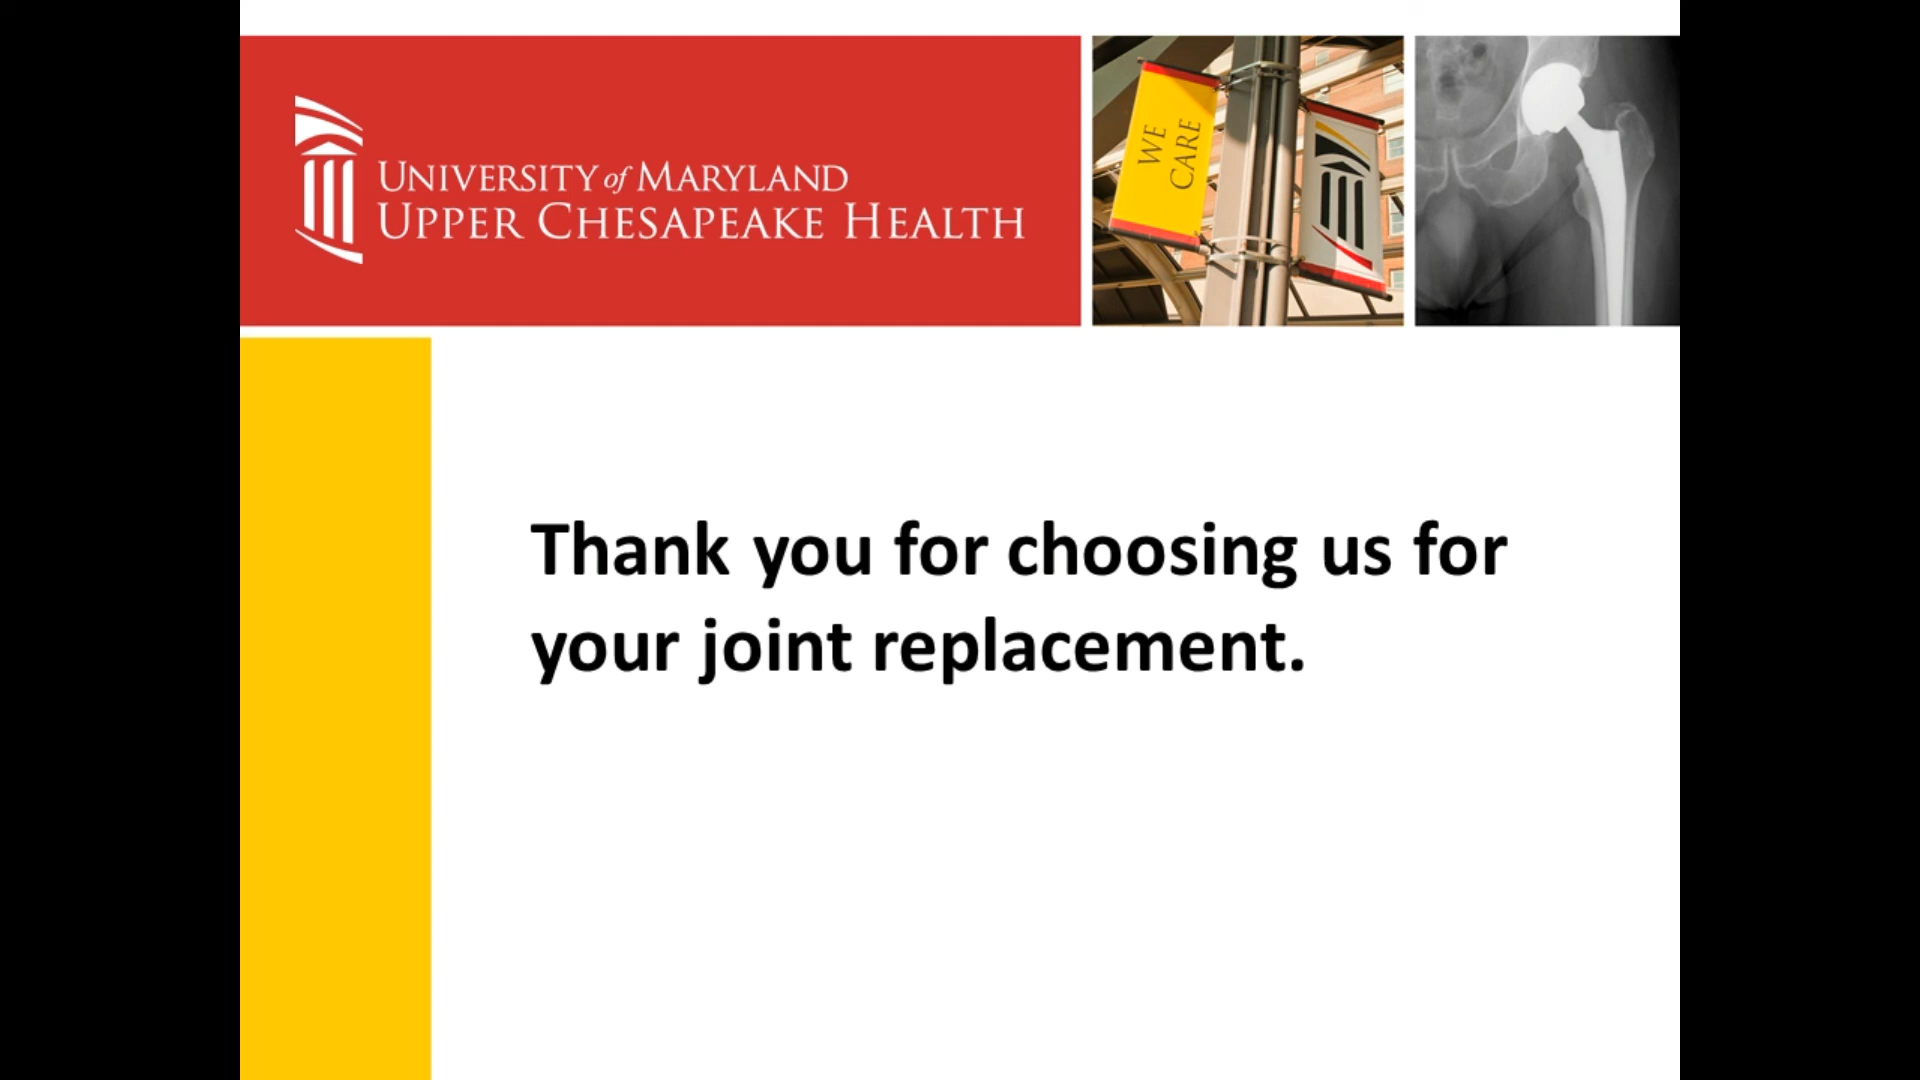 UNIVERSITY of MARYLAND
UPPER CHESAPEAKE HEALTH
WE
CARE
Thank you for choosing us for
your joint replacement.